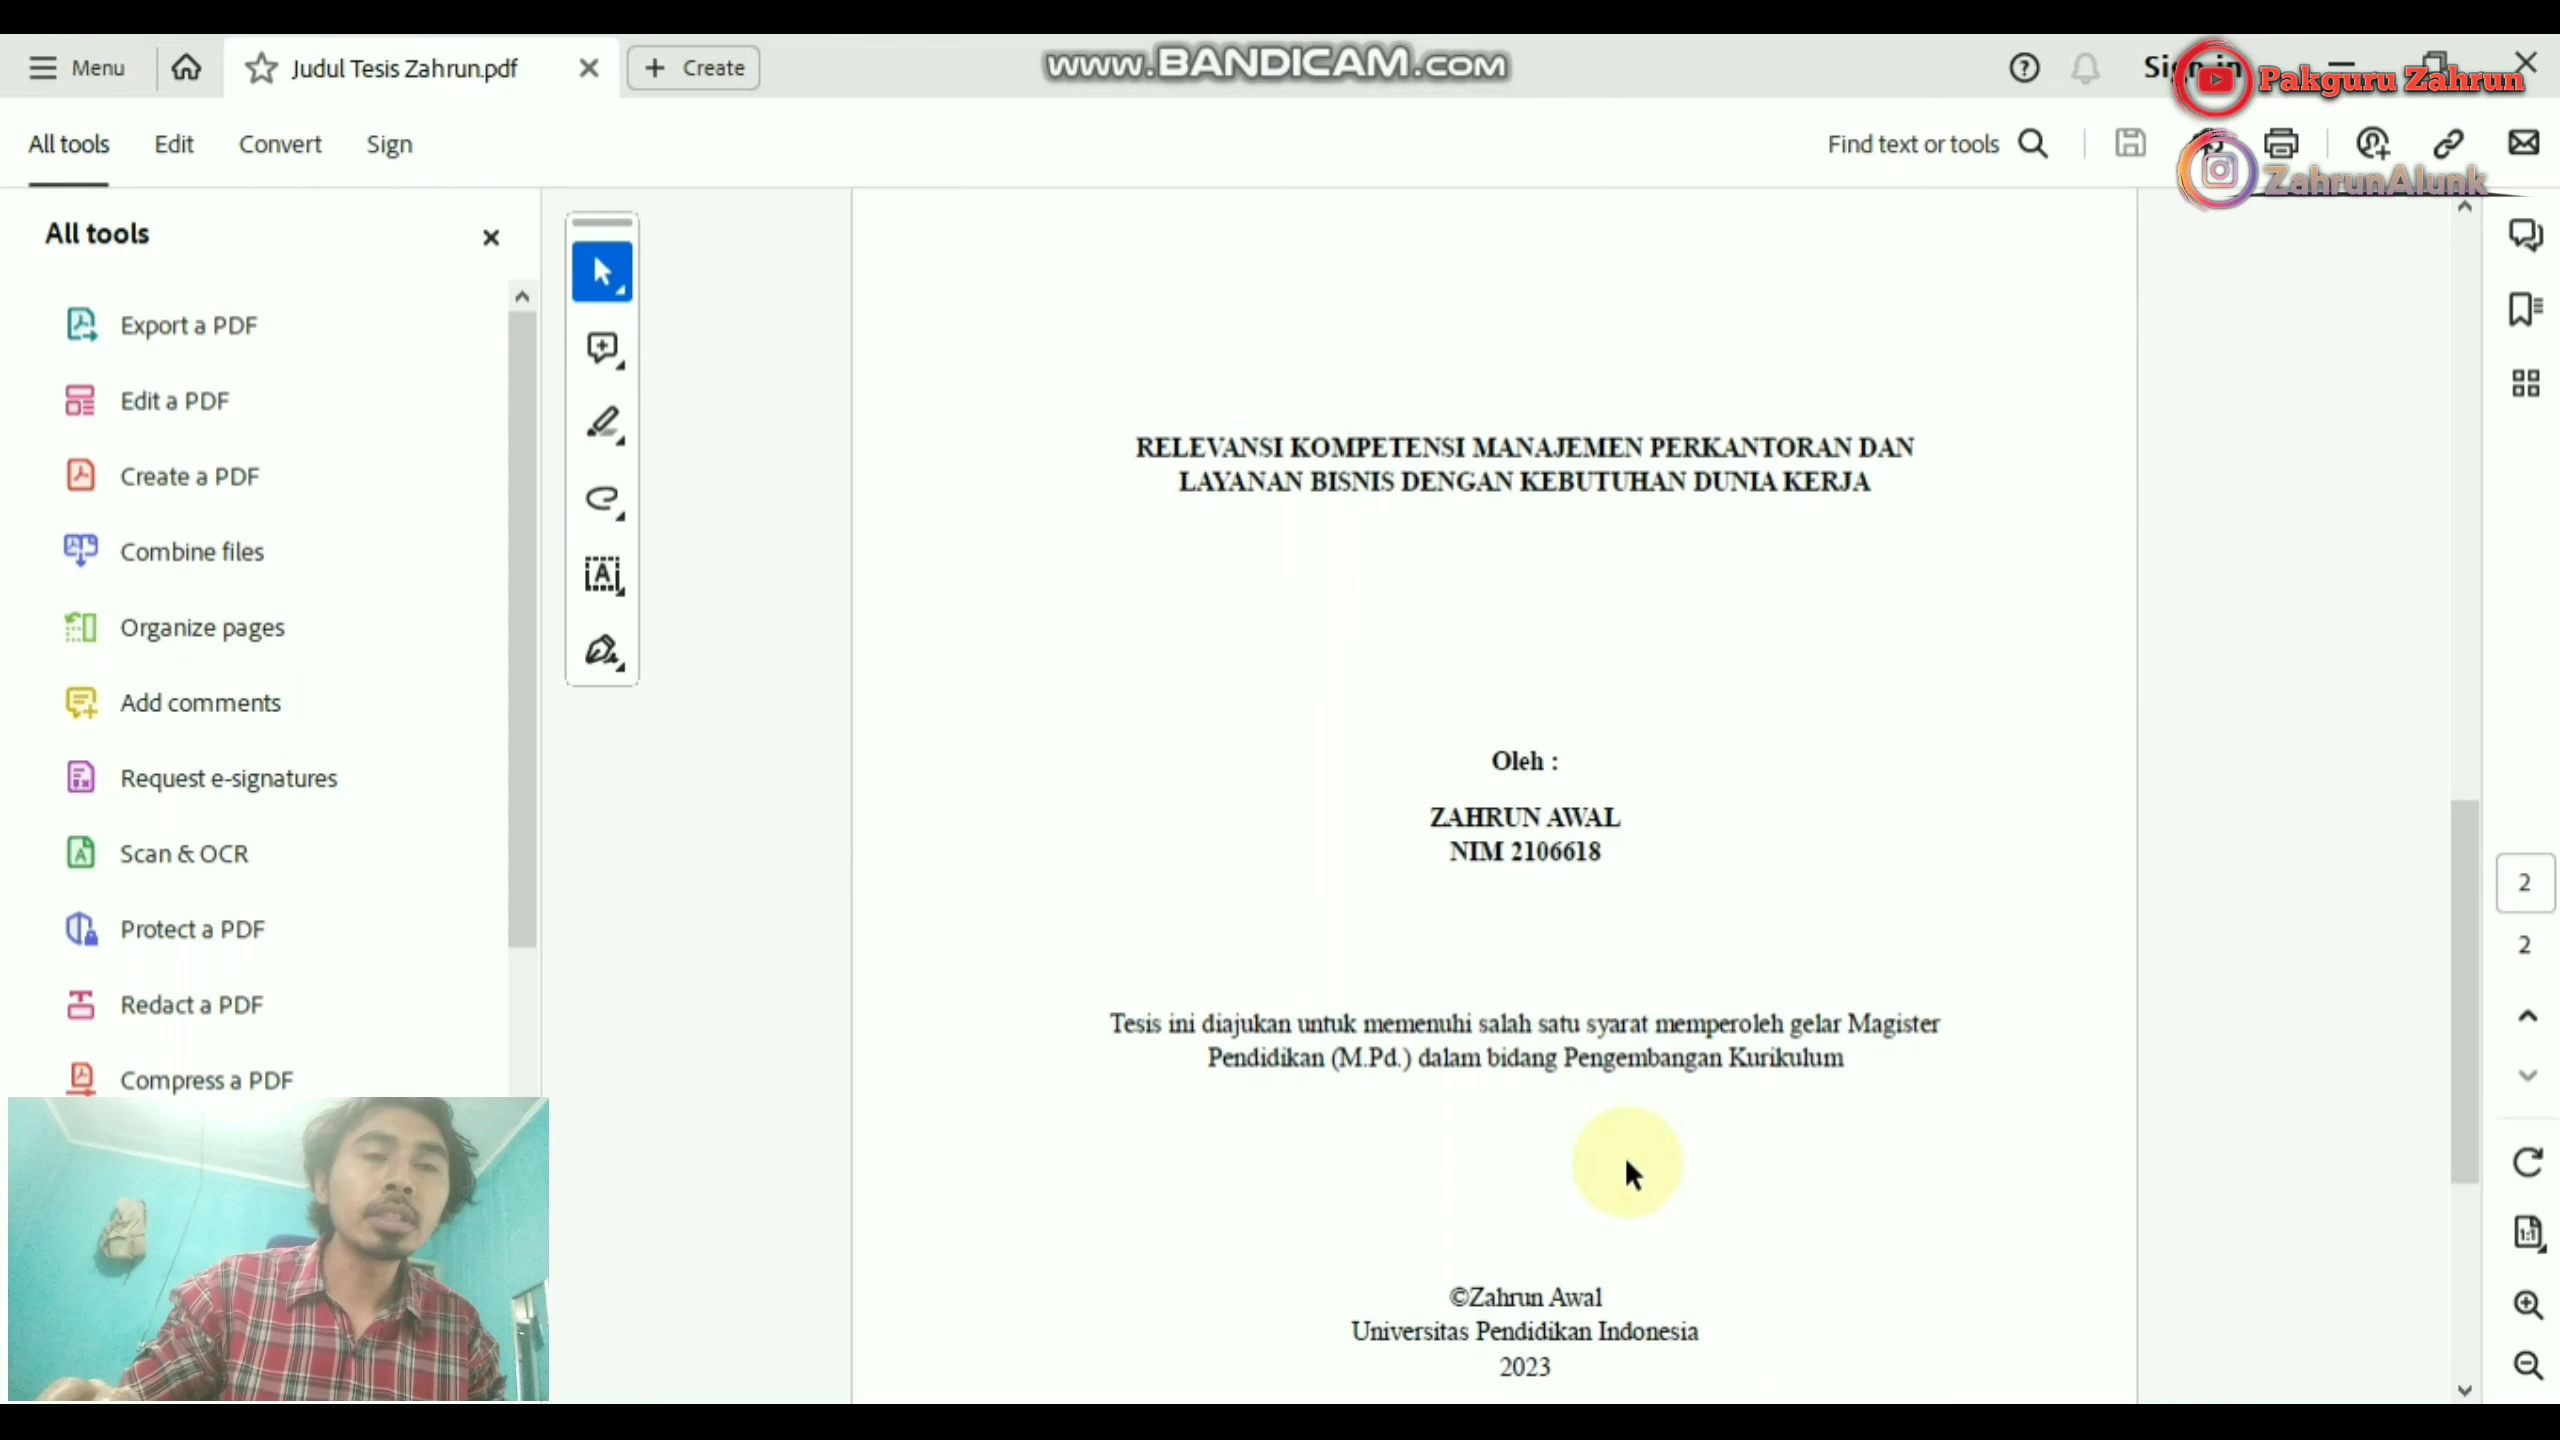 Menu
Judul Tesis Zahrun.pdf
Create
www.BANDICAM.com
Pakguru Zahrun
All tools
Edit
Convert
Sign
Find text or tools
ZahrunAlunk
All tools
Export a PDF
Edit a PDF
Create a PDF
Combine files
Organize pages
Add comments
Request e-signatures
Scan & OCR
Protect a PDF
Redact a PDF
Compress a PDF
RELEVANSI KOMPETENSI MANAJEMEN PERKANTORAN DAN
LAYANAN BISNIS DENGAN KEBUTUHAN DUNIA KERJA
Oleh :
ZAHRUN AWAL
NIM 2106618
Tesis ini diajukan untuk memenuhi salah satu syarat memperoleh gelar Magister
Pendidikan (M.Pd.) dalam bidang Pengembangan Kurikulum
©Zahrun Awal
Universitas Pendidikan Indonesia
2023
2
2